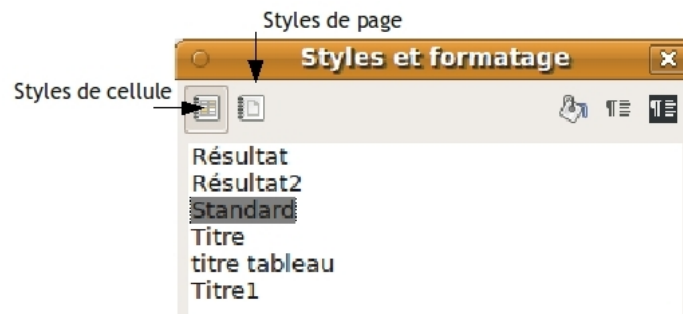 Styles de page
Styles et formatage
Styles de cellule
Résultat
Résultat2
Standard
Titre
titre tableau
Titre1